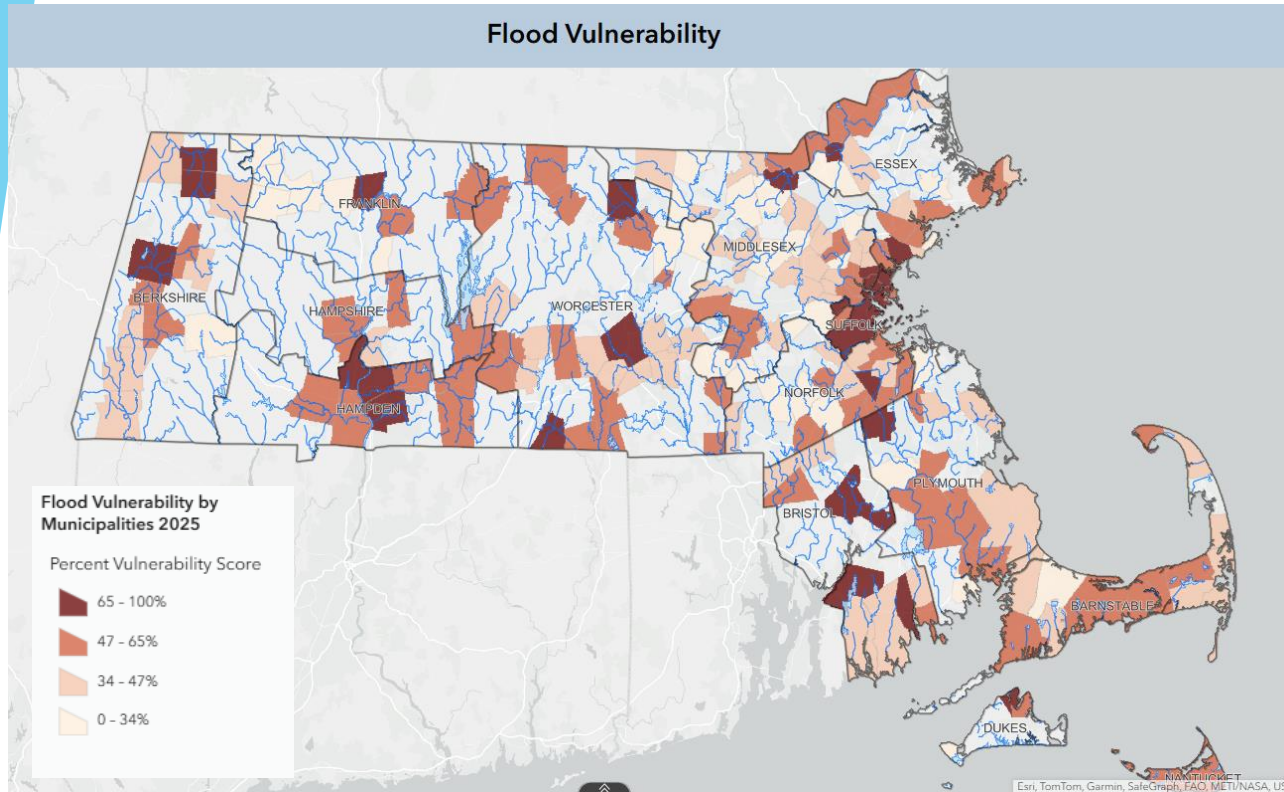 Flood Vulnerability
ESSEX
FRANKLIN
MIDDLESEX
BERKSHIRE
HAMPSHIRE
WORCESTER
SUFFOLK
NORFOLK
HAMPDEN
PLYMOUTH
BRISTOL
BARNSTABLE
DUKES
NANTUCKET
Flood Vulnerability by
Municipalities 2025
Percent Vulnerability Score
65 - 100%
47 - 65%
34 - 47%
0 - 34%
Esri, TomTom, Garmin, SafeGraph, FAO, METI/NASA, US